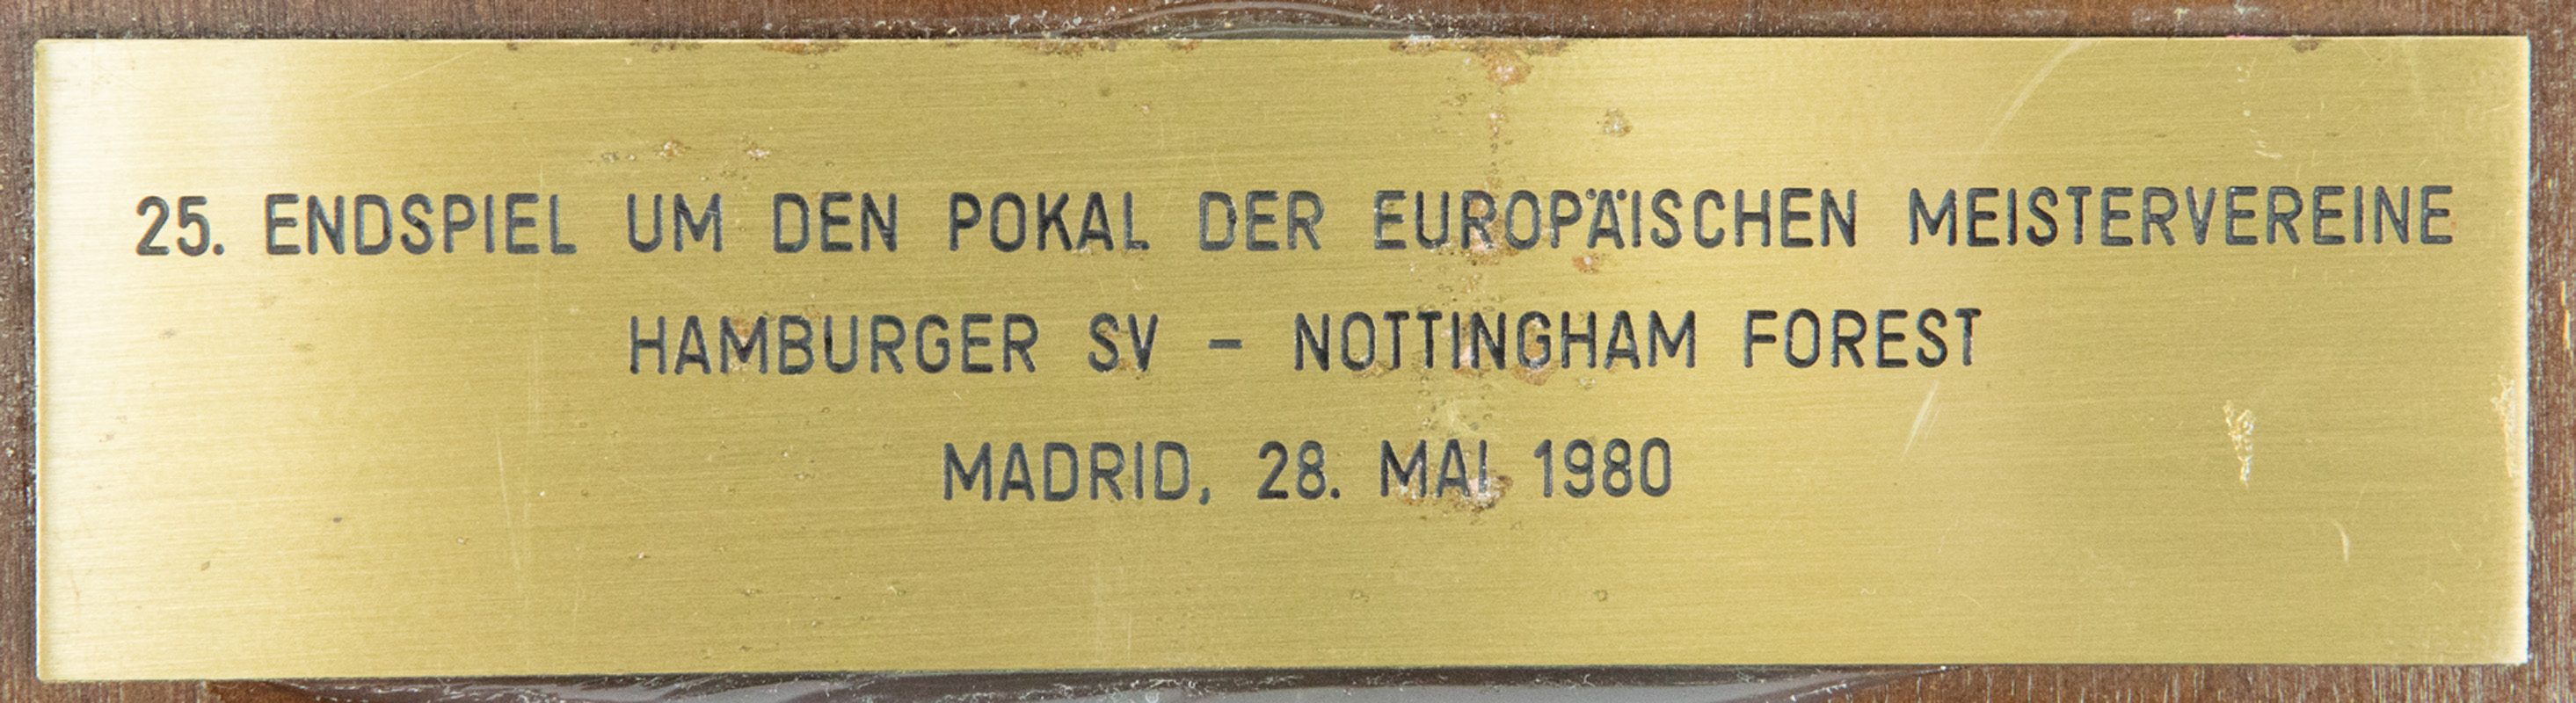 25. ENDSPIEL UM DEN POKAL DER EUROPÄISCHEN MEISTERVEREINE
HAMBURGER SV - NOTTINGHAM FOREST
MADRID, 28. MAI 1980